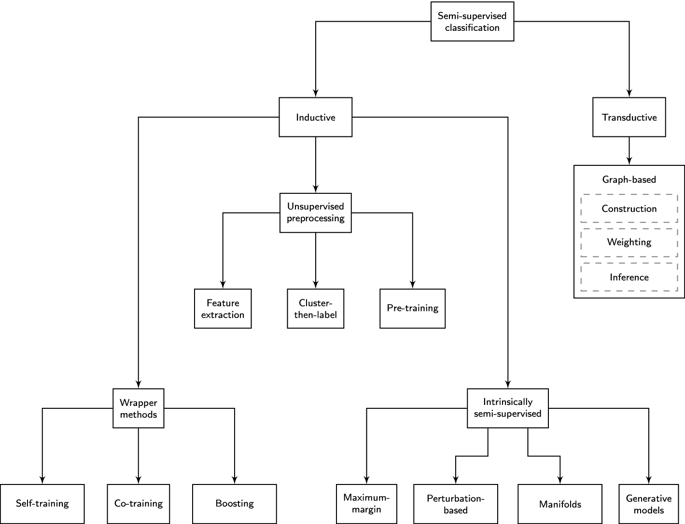 Semi-supervised
classification
Inductive
Transductive
Graph-based
Construction
Weighting
Inference
Unsupervised
preprocessing
Feature
extraction
Cluster-
then-label
Pre-training
Wrapper
methods
Intrinsically
semi-supervised
Self-training
Co-training
Boosting
Maximum-
margin
Perturbation-
based
Manifolds
Generative
models